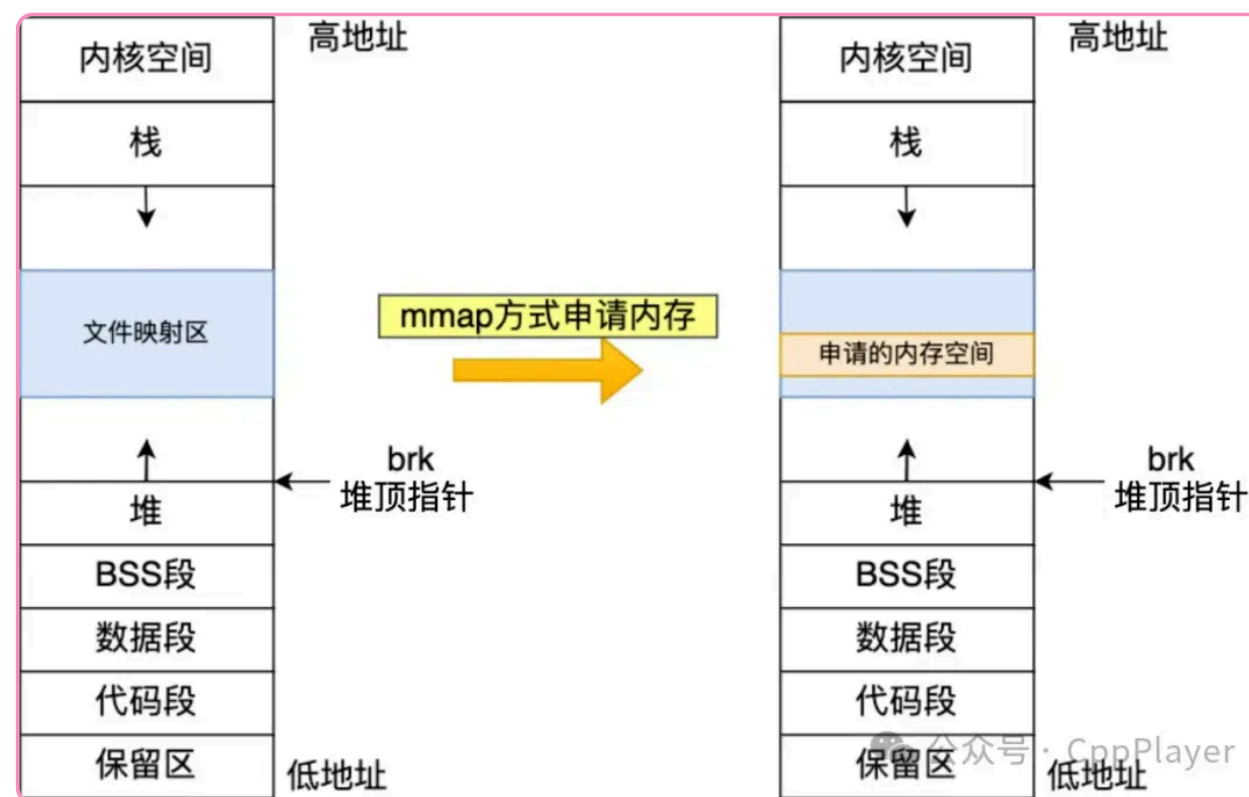 内核空间
高地址
栈
文件映射区
堆
brk
堆顶指针
BSS段
数据段
代码段
保留区
低地址
mmap方式申请内存
内核空间
高地址
栈
申请的内存空间
堆
brk
堆顶指针
BSS段
数据段
代码段
保留区
低地址
公众号 · CppPlayer